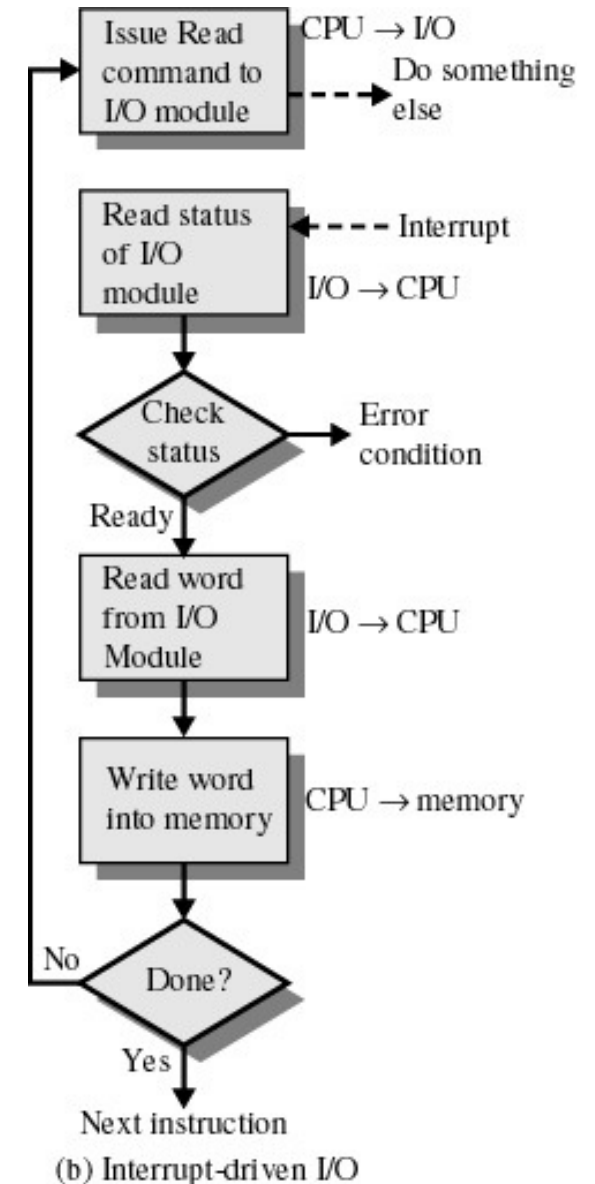 Issue Read
command to
I/O module
CPU → I/O
Do something
else
Read status
of I/O
module
Interrupt
I/O → CPU
Check
status
Error
condition
Ready
Read word
from I/O
Module
I/O → CPU
Write word
into memory
CPU → memory
No
Done?
Yes
Next instruction
(b) Interrupt-driven I/O